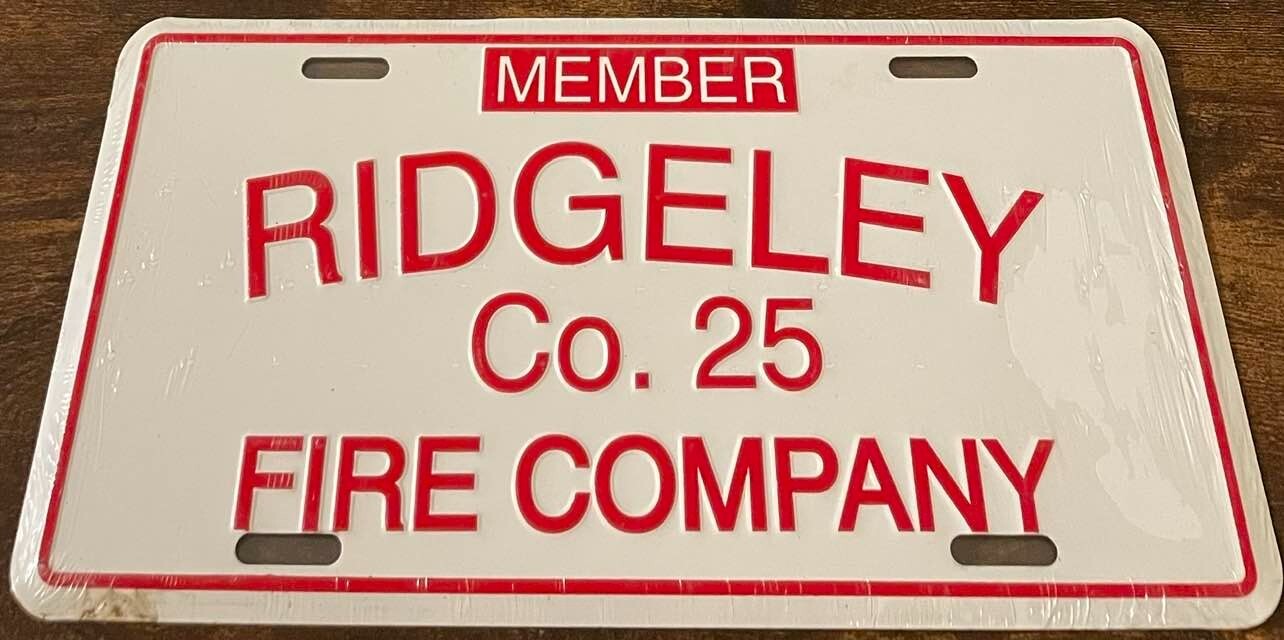 MEMBER
RIDGELEY
Co. 25
FIRE COMPANY